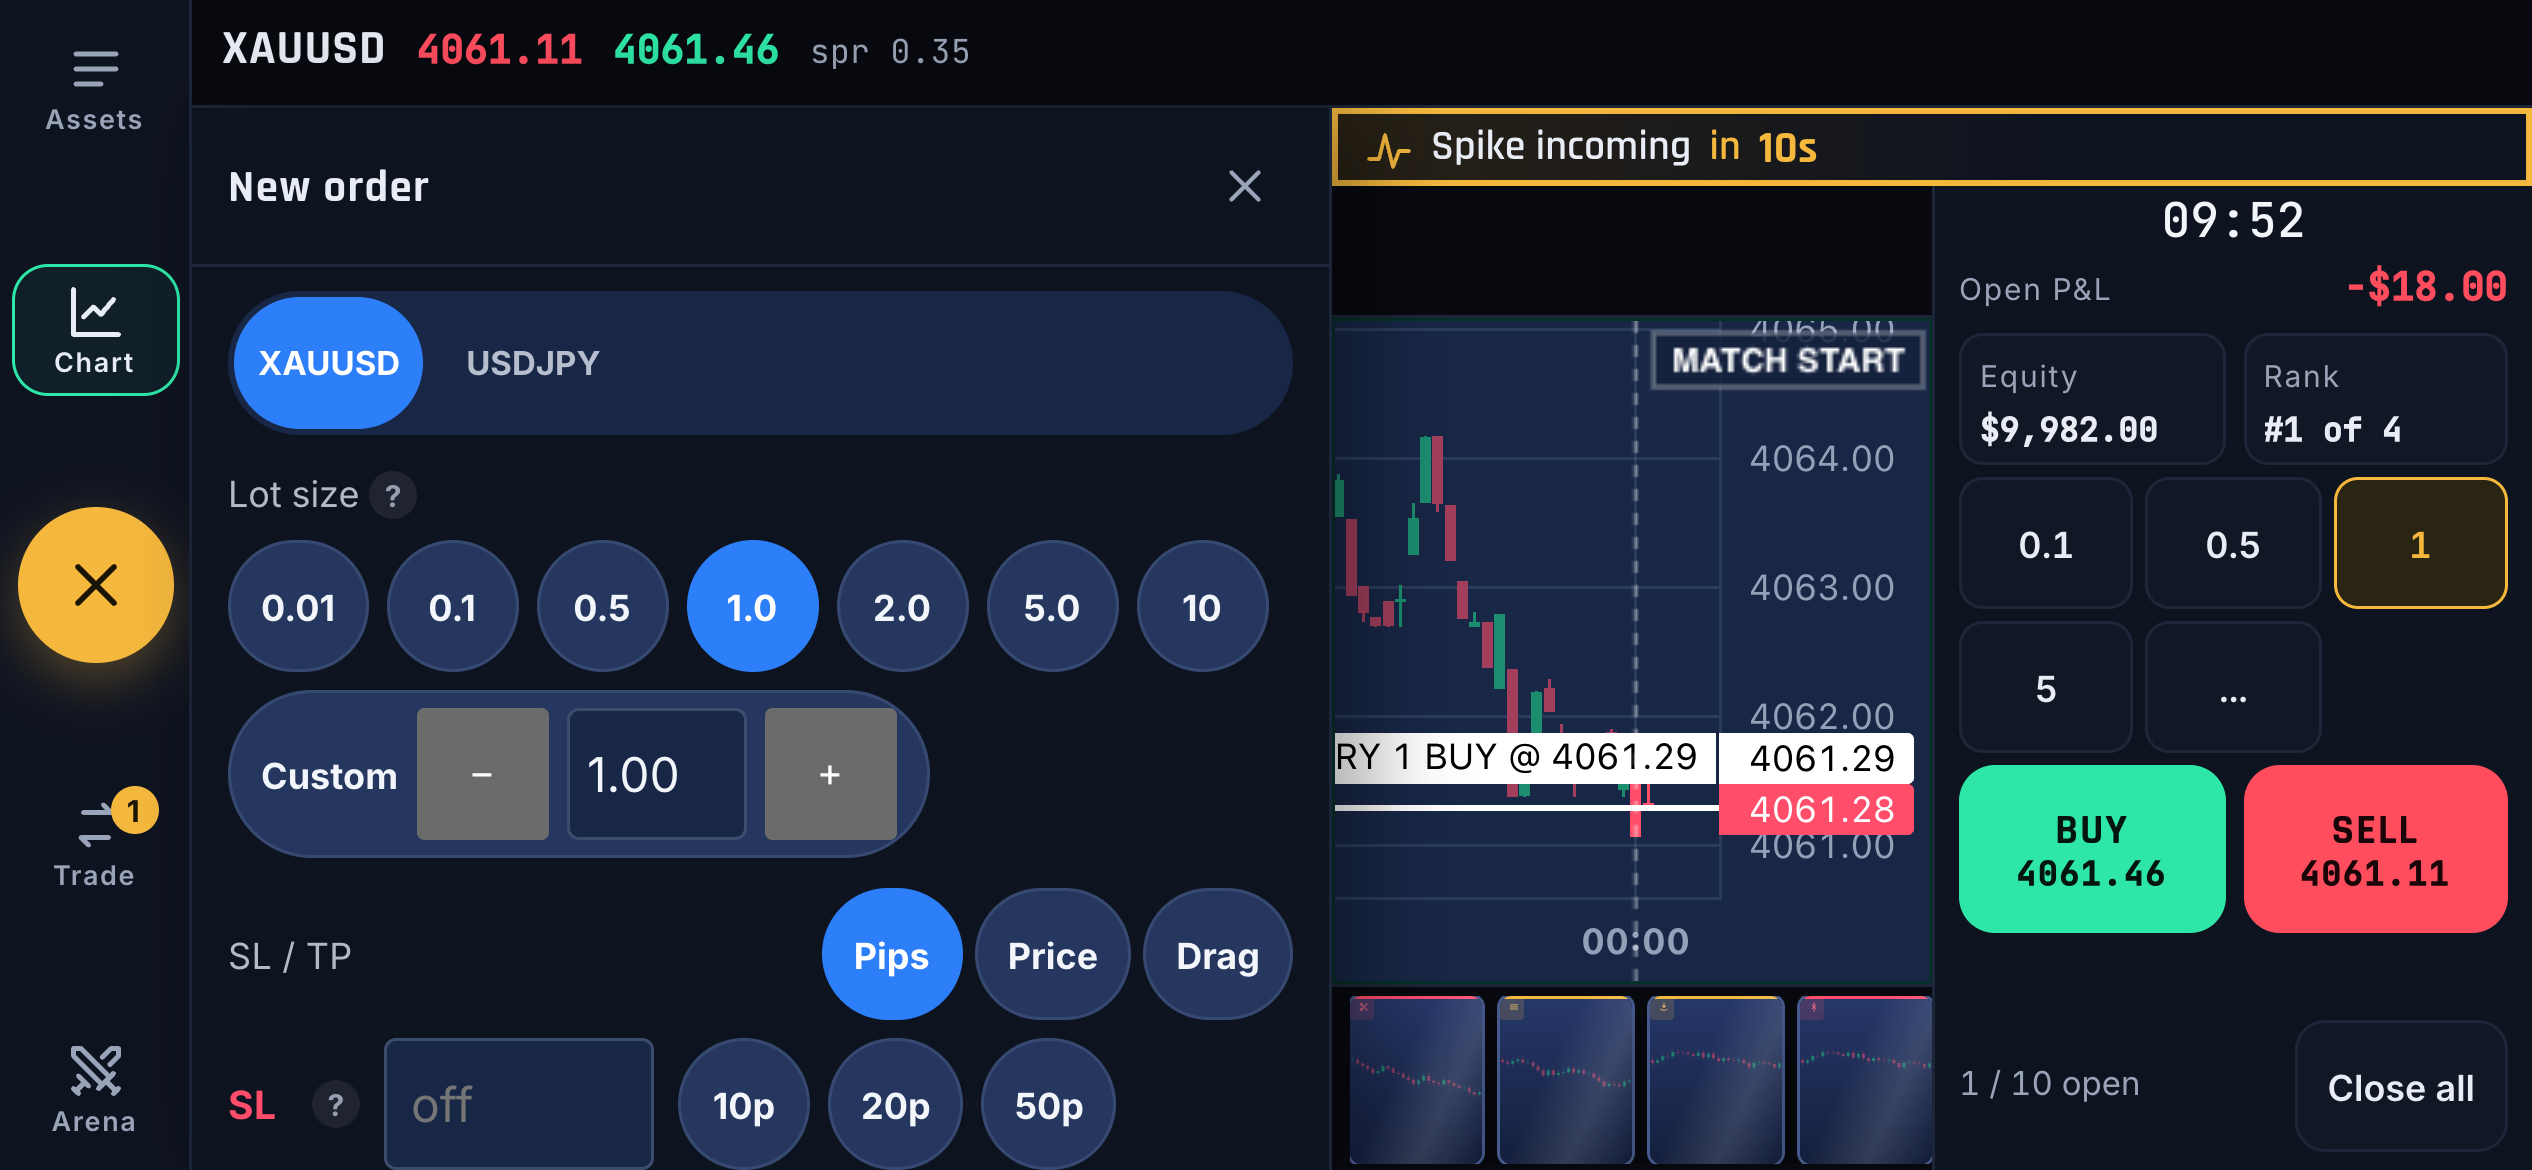 Assets
Chart
1
Trade
Arena
XAUUSD 4061.11 4061.46 spr 0.35
New order
XAUUSD USDJPY
Lot size ?
0.01 0.1 0.5 1.0 2.0 5.0 10
Custom − 1.00 +
SL / TP Pips Price Drag
SL ? off 10p 20p 50p
Spike incoming in 10s
MATCH START
4064.00
4063.00
4062.00
RY 1 BUY @ 4061.29 4061.29
4061.28
4061.00
00:00
09:52
Open P&L -$18.00
Equity
$9,982.00
Rank
#1 of 4
0.1 0.5 1
5 ...
BUY
4061.46
SELL
4061.11
1 / 10 open Close all